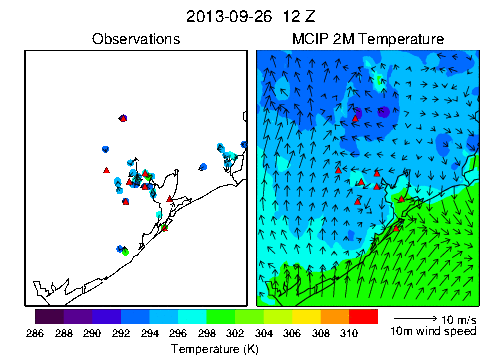 2013-09-26 12 Z
Observations
MCIP 2M Temperature
286 288 290 292 294 296 298 302 304 306 308 310
10 m/s
10m wind speed
Temperature (K)